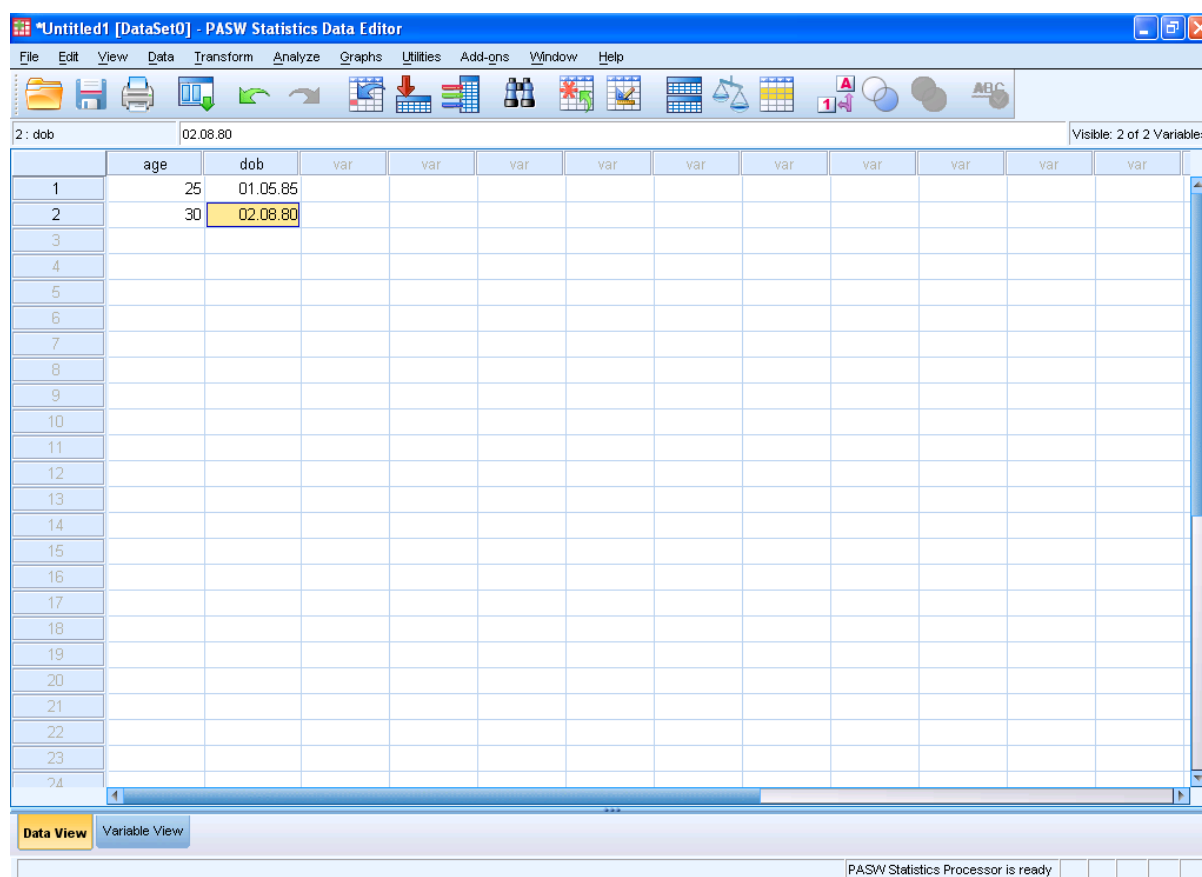 *Untitled1 [DataSet0] - PASW Statistics Data Editor
File Edit View Data Transform Analyze Graphs Utilities Add-ons Window Help
A
1
ABC
2 : dob 02.08.80 Visible: 2 of 2 Variables
age dob var var var var var var var var var var
1 25 01.05.85
2 30 02.08.80
3
4
5
6
7
8
9
10
11
12
13
14
15
16
17
18
19
20
21
22
23
24
Data View Variable View
PASW Statistics Processor is ready